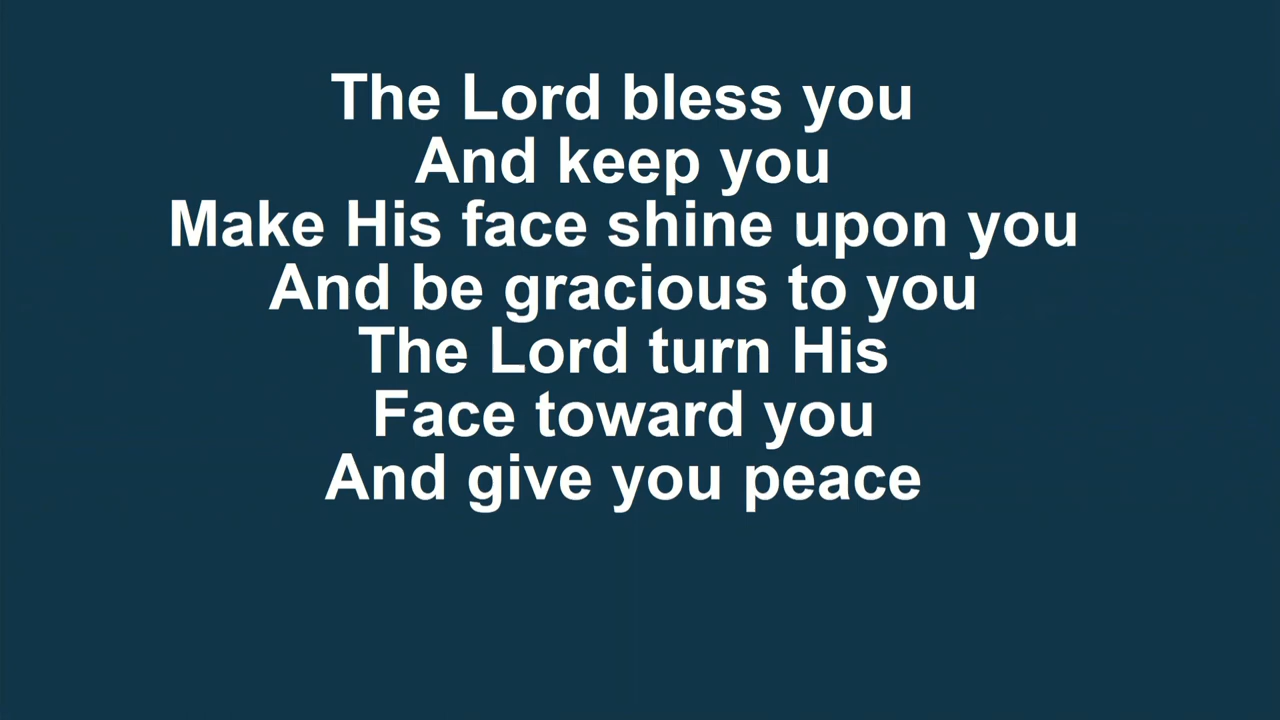 The Lord bless you
And keep you
Make His face shine upon you
And be gracious to you
The Lord turn His
Face toward you
And give you peace